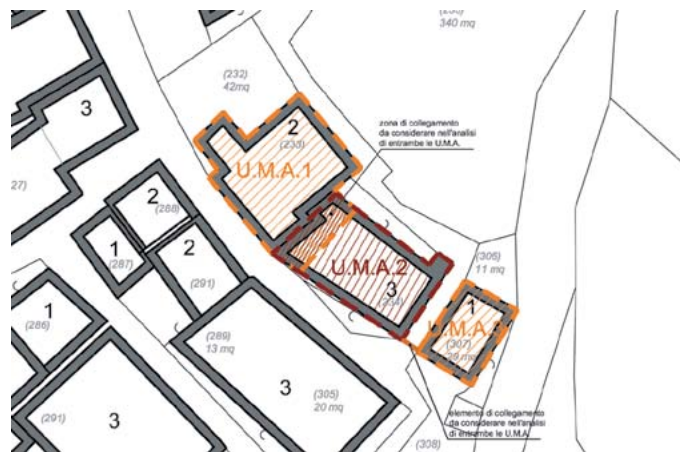 340 mq
(232)
42mq
zona di collegamento
da considerare nell'analisi
di entrambe le U.M.A.
3
2
(233)
U.M.A.1
27)
2
(288)
1
(287)
2
(291)
U.M.A.2
3
(234)
(306)
11 mq
1
U.M.A.3
(307)
29 mq
1
(286)
(289)
13 mq
3
(305)
20 mq
(291)
3
elemento di collegamento
da considerare nell'analisi
di entrambe le U.M.A.
(308)